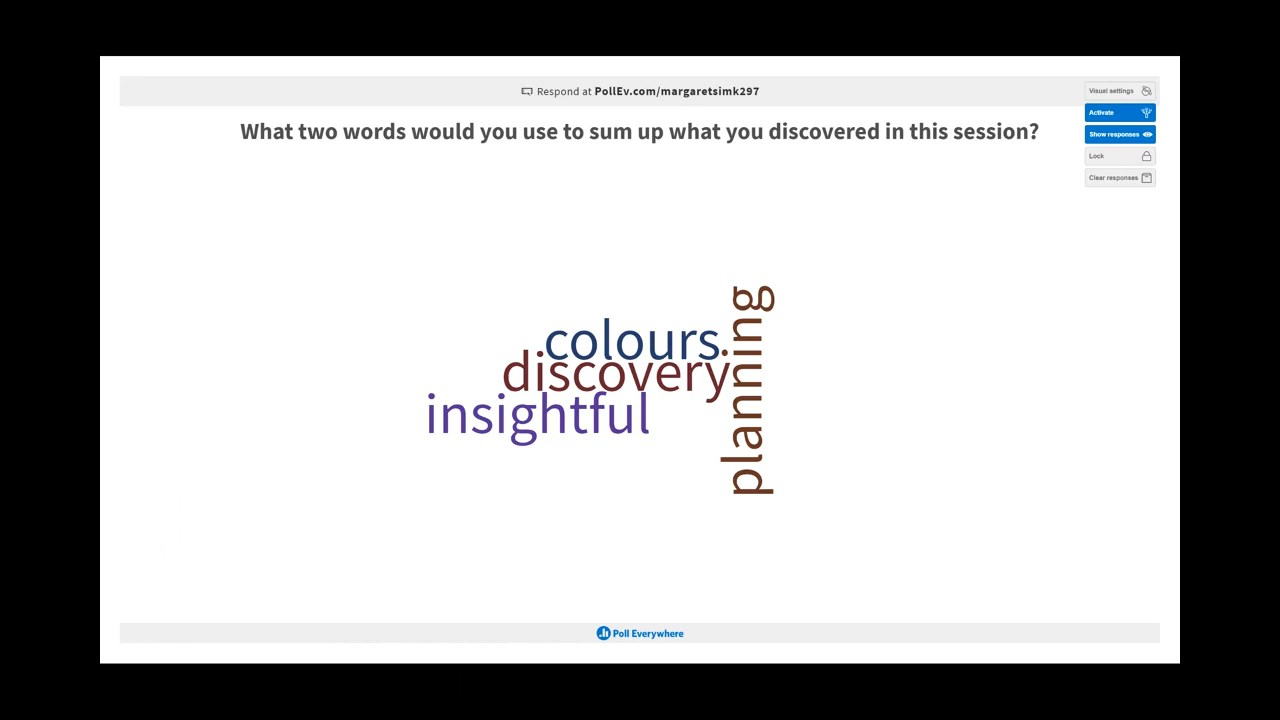 Respond at PollEv.com/margaretsimk297
Visual settings
What two words would you use to sum up what you discovered in this session?
Activate
Show responses
Lock
Clear responses
colours
discovery
insightful
planning
Poll Everywhere